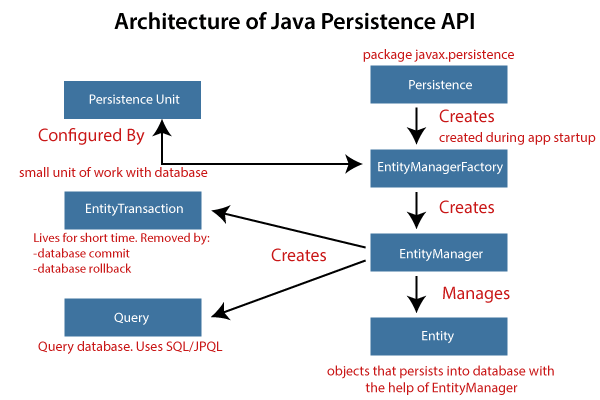 Architecture of Java Persistence API
package javax.persistence
Persistence Unit
Persistence
Creates
Configured By
created during app startup
small unit of work with database
EntityManagerFactory
EntityTransaction
Creates
Lives for short time. Removed by:
-database commit
-database rollback
Creates
EntityManager
Manages
Query
Entity
Query database. Uses SQL/JPQL
objects that persists into database with
the help of EntityManager